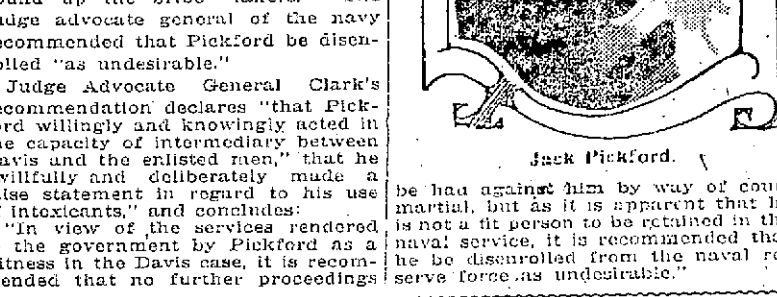 judge advocate general of the navy
recommended that Pickford be disen-
rolled "as undesirable."
Judge Advocate General Clark's
recommendation declares "that Pick-
ford willingly and knowingly acted in
the capacity of intermediary between
Davis and the enlisted men," that he
"willfully and deliberately made a
false statement in regard to his use
of intoxicants," and concludes:
"In view of the services rendered
to the government by Pickford as a
witness in the Davis case, it is recom-
mended that no further proceedings
Jack Pickford.
be had against him by way of court
martial, but as it is apparent that he
is not a fit person to be retained in the
naval service, it is recommended that
he be disenrolled from the naval re-
serve force as undesirable."